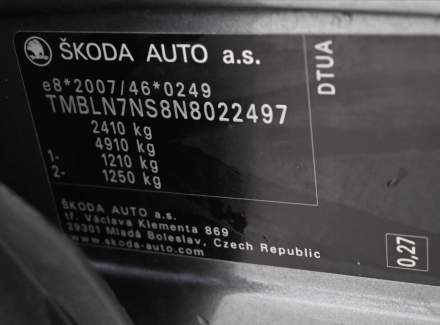 ŠKODA AUTO a.s.
e8*2007/46*0249
TMBLN7NS8N8022497
2410 kg
4910 kg
1- 1210 kg
2- 1250 kg
DTUA
ŠKODA AUTO a.s.
tř. Václava Klementa 869
29301 Mladá Boleslav, Czech Republic
www.skoda-auto.com
0,27